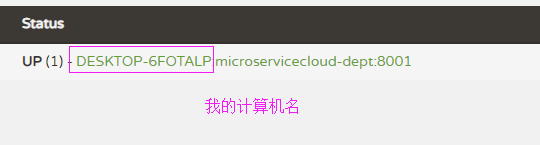 Status
UP (1) - DESKTOP-6FOTALP:microservicecloud-dept:8001
我的计算机名